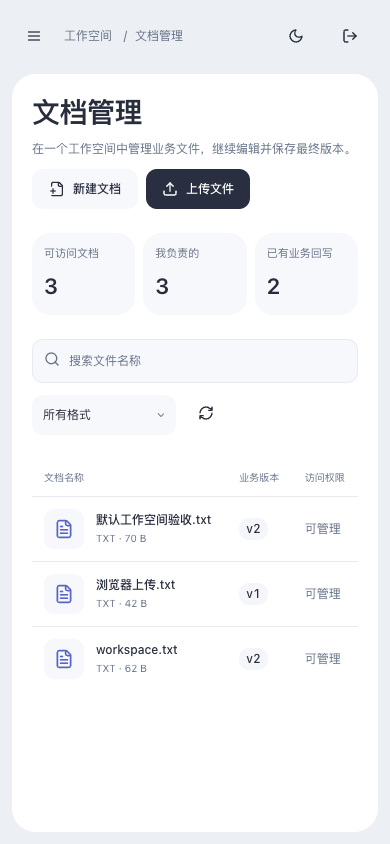 工作空间 / 文档管理
文档管理
在一个工作空间中管理业务文件，继续编辑并保存最终版本。
新建文档 上传文件
可访问文档 我负责的 已有业务回写
3 3 2
搜索文件名称
所有格式
文档名称 业务版本 访问权限
默认工作空间验收.txt
TXT · 70 B
v2 可管理
浏览器上传.txt
TXT · 42 B
v1 可管理
workspace.txt
TXT · 62 B
v2 可管理